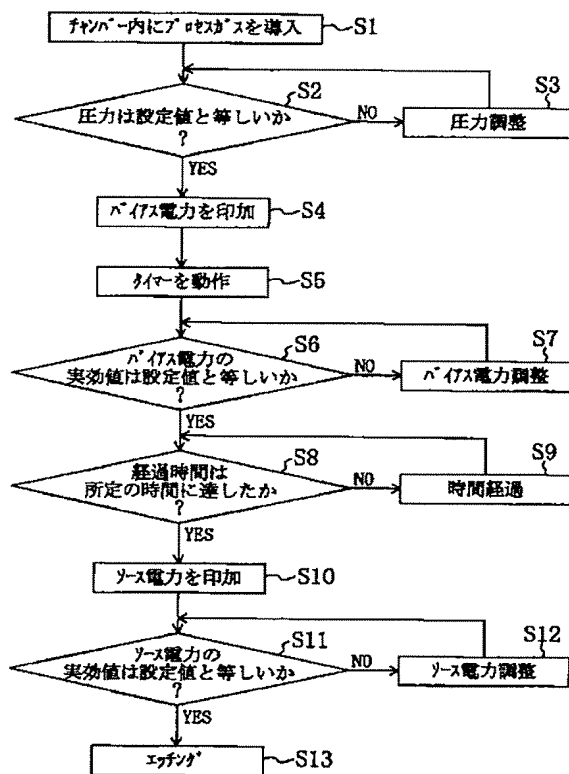 ﾁｬﾝﾊﾞｰ内にﾌﾟﾛｾｽｶﾞｽを導入
S1
S2
圧力は設定値と等しいか
?
NO
S3
圧力調整
YES
ﾊﾞｲｱｽ電力を印加
S4
ﾀｲﾏｰを動作
S5
S6
ﾊﾞｲｱｽ電力の
実効値は設定値と等しいか
?
NO
S7
ﾊﾞｲｱｽ電力調整
YES
S8
経過時間は
所定の時間に達したか
?
NO
S9
時間経過
YES
ｿｰｽ電力を印加
S10
S11
ｿｰｽ電力の
実効値は設定値と等しいか
?
NO
S12
ｿｰｽ電力調整
YES
ｴｯﾁﾝｸﾞ
S13